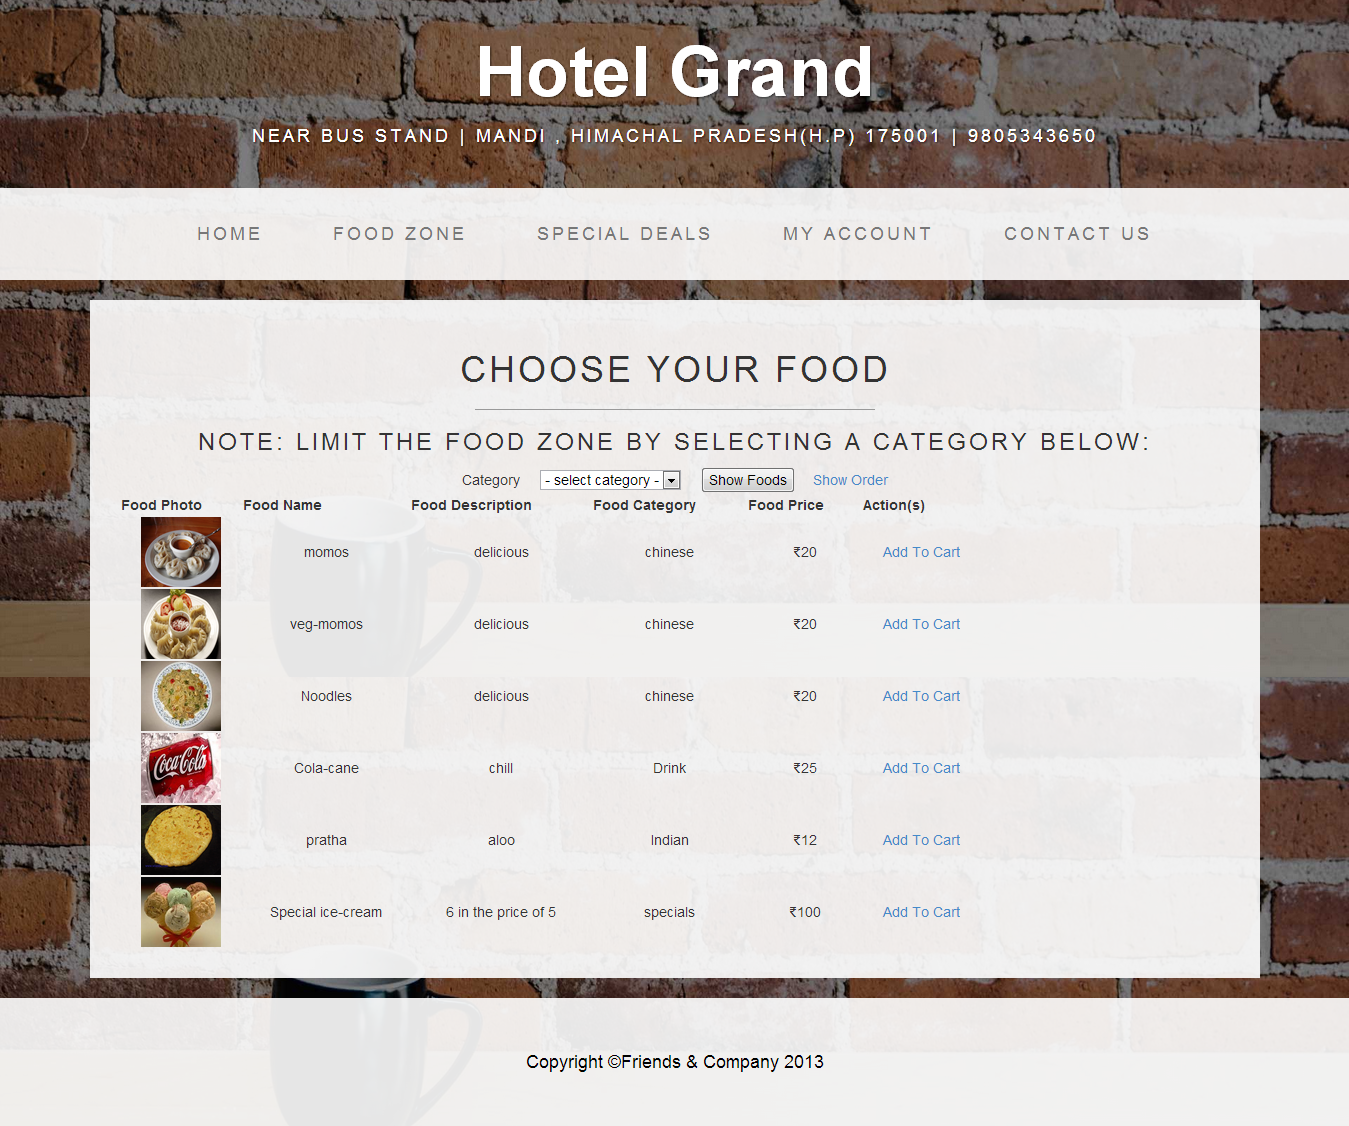 Hotel Grand
NEAR BUS STAND | MANDI , HIMACHAL PRADESH(H.P) 175001 | 9805343650
HOME FOOD ZONE SPECIAL DEALS MY ACCOUNT CONTACT US
CHOOSE YOUR FOOD
NOTE: LIMIT THE FOOD ZONE BY SELECTING A CATEGORY BELOW:
Category - select category - Show Foods Show Order
Food Photo Food Name Food Description Food Category Food Price Action(s)
momos delicious chinese ₹20 Add To Cart
veg-momos delicious chinese ₹20 Add To Cart
Noodles delicious chinese ₹20 Add To Cart
Coca-Cola Cola-cane chill Drink ₹25 Add To Cart
pratha aloo Indian ₹12 Add To Cart
Special ice-cream 6 in the price of 5 specials ₹100 Add To Cart
Copyright ©Friends & Company 2013